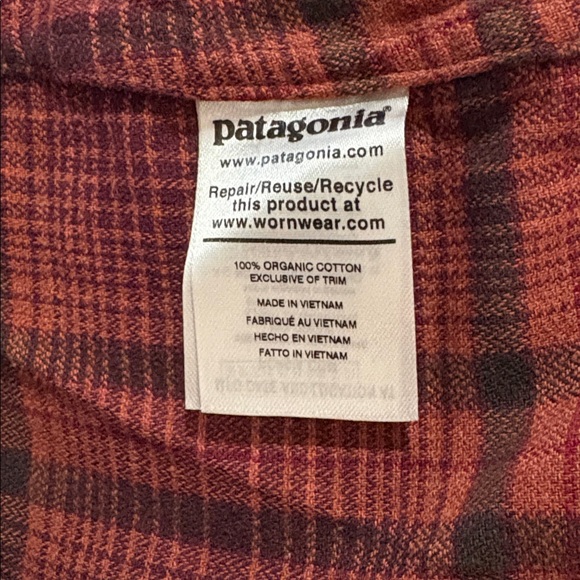 patagonia®
www.patagonia.com
Repair/Reuse/Recycle
this product at
www.wornwear.com
100% ORGANIC COTTON
EXCLUSIVE OF TRIM
MADE IN VIETNAM
FABRIQUÉ AU VIETNAM
HECHO EN VIETNAM
FATTO IN VIETNAM